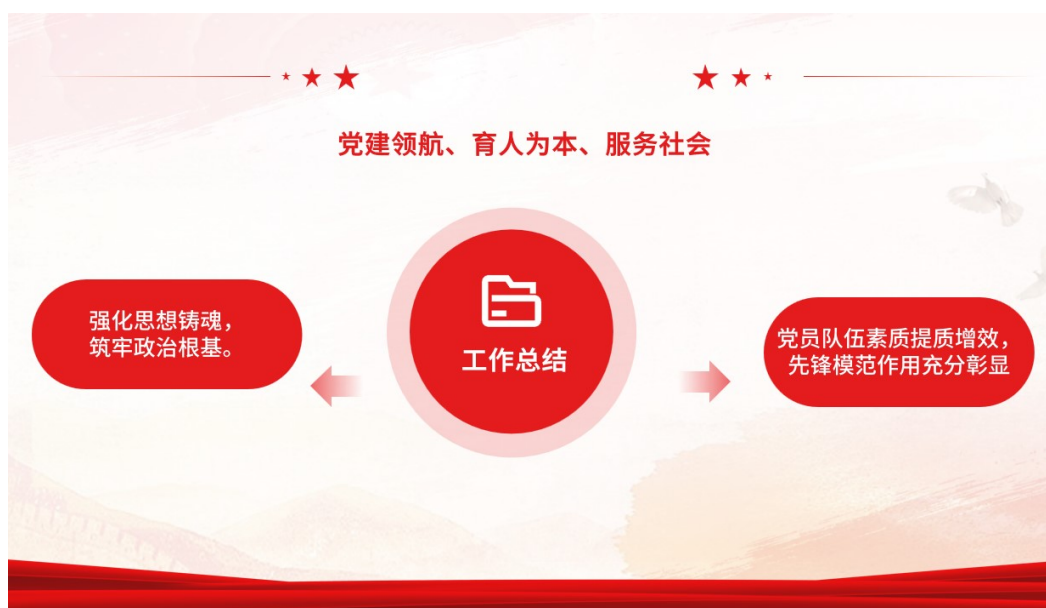 党建领航、育人为本、服务社会
强化思想铸魂，
筑牢政治根基。
工作总结
党员队伍素质提质增效，
先锋模范作用充分彰显